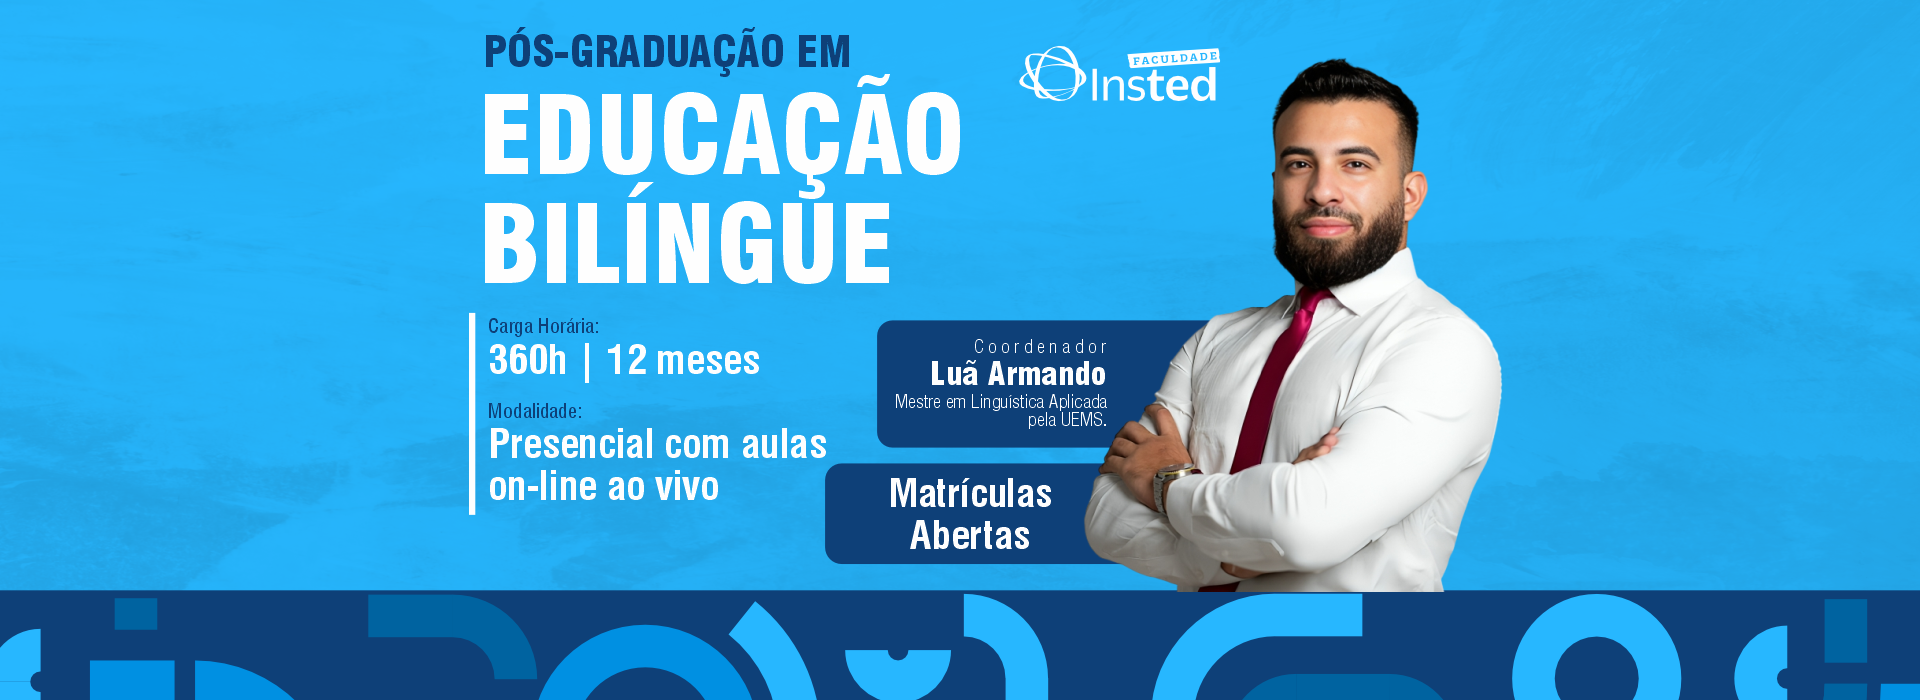 PÓS-GRADUAÇÃO EM
EDUCAÇÃO
BILÍNGUE
FACULDADE
Insted
Carga Horária:
360h | 12 meses
Modalidade:
Presencial com aulas
on-line ao vivo
Coordenador
Luã Armando
Mestre em Linguística Aplicada
pela UEMS.
Matrículas
Abertas